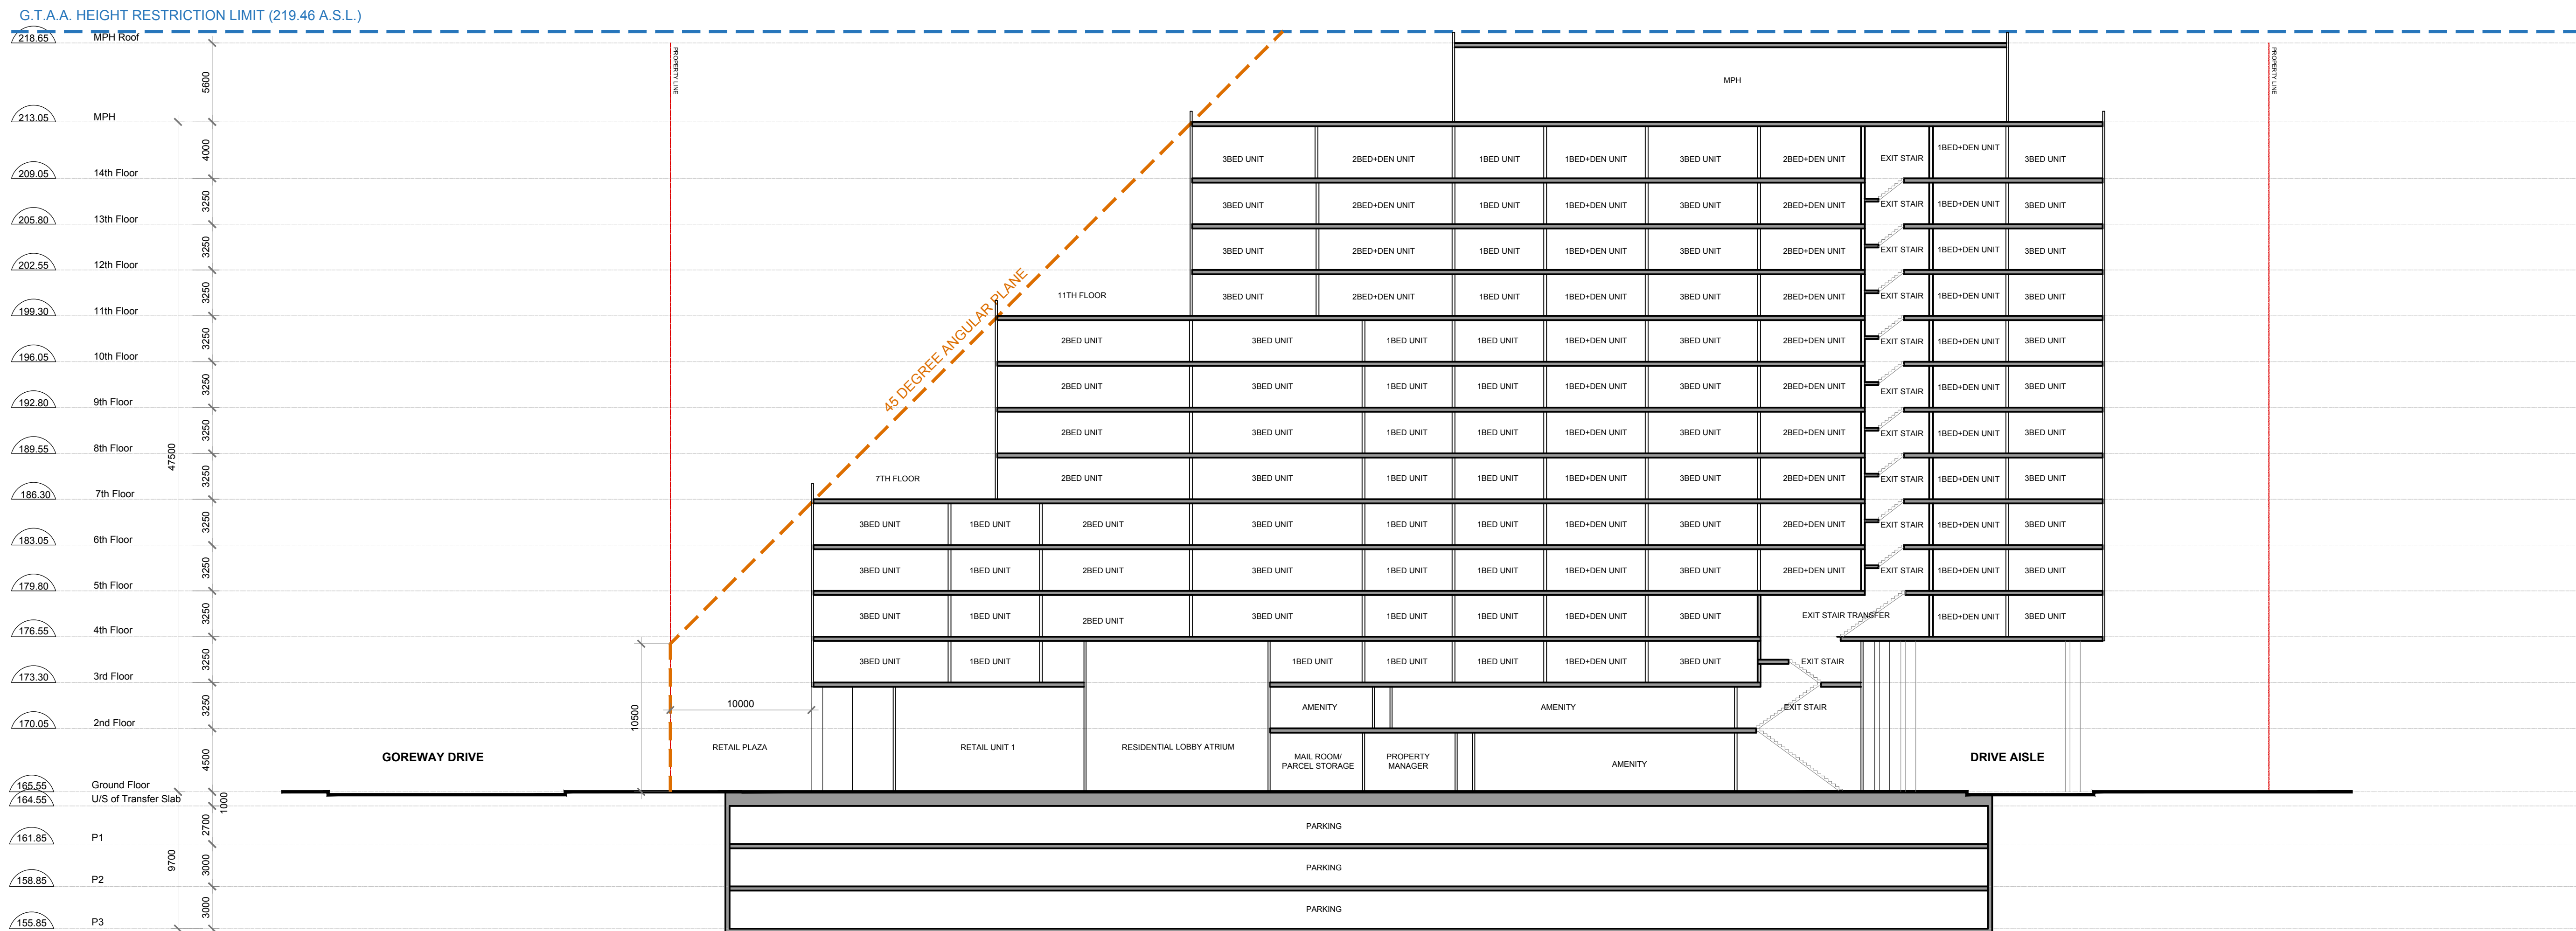 G.T.A.A. HEIGHT RESTRICTION LIMIT (219.46 A.S.L.)
218.65 MPH Roof
PROPERTY LINE
PROPERTY LINE
5600
MPH
213.05 MPH
4000
3BED UNIT 2BED+DEN UNIT 1BED UNIT 1BED+DEN UNIT 3BED UNIT 2BED+DEN UNIT EXIT STAIR 1BED+DEN UNIT 3BED UNIT
209.05 14th Floor
3250
3BED UNIT 2BED+DEN UNIT 1BED UNIT 1BED+DEN UNIT 3BED UNIT 2BED+DEN UNIT EXIT STAIR 1BED+DEN UNIT 3BED UNIT
205.80 13th Floor
3250
3BED UNIT 2BED+DEN UNIT 1BED UNIT 1BED+DEN UNIT 3BED UNIT 2BED+DEN UNIT EXIT STAIR 1BED+DEN UNIT 3BED UNIT
202.55 12th Floor
3250
11TH FLOOR 3BED UNIT 2BED+DEN UNIT 1BED UNIT 1BED+DEN UNIT 3BED UNIT 2BED+DEN UNIT EXIT STAIR 1BED+DEN UNIT 3BED UNIT
45 DEGREE ANGULAR PLANE
199.30 11th Floor
3250
2BED UNIT 3BED UNIT 1BED UNIT 1BED UNIT 1BED+DEN UNIT 3BED UNIT 2BED+DEN UNIT EXIT STAIR 1BED+DEN UNIT 3BED UNIT
196.05 10th Floor
3250
2BED UNIT 3BED UNIT 1BED UNIT 1BED UNIT 1BED+DEN UNIT 3BED UNIT 2BED+DEN UNIT EXIT STAIR 1BED+DEN UNIT 3BED UNIT
192.80 9th Floor
3250
2BED UNIT 3BED UNIT 1BED UNIT 1BED UNIT 1BED+DEN UNIT 3BED UNIT 2BED+DEN UNIT EXIT STAIR 1BED+DEN UNIT 3BED UNIT
189.55 8th Floor
47500
3250
7TH FLOOR 2BED UNIT 3BED UNIT 1BED UNIT 1BED UNIT 1BED+DEN UNIT 3BED UNIT 2BED+DEN UNIT EXIT STAIR 1BED+DEN UNIT 3BED UNIT
186.30 7th Floor
3250
3BED UNIT 1BED UNIT 2BED UNIT 3BED UNIT 1BED UNIT 1BED UNIT 1BED+DEN UNIT 3BED UNIT 2BED+DEN UNIT EXIT STAIR 1BED+DEN UNIT 3BED UNIT
183.05 6th Floor
3250
3BED UNIT 1BED UNIT 2BED UNIT 3BED UNIT 1BED UNIT 1BED UNIT 1BED+DEN UNIT 3BED UNIT 2BED+DEN UNIT EXIT STAIR 1BED+DEN UNIT 3BED UNIT
179.80 5th Floor
3250
3BED UNIT 1BED UNIT 2BED UNIT 3BED UNIT 1BED UNIT 1BED UNIT 1BED+DEN UNIT 3BED UNIT EXIT STAIR TRANSFER 1BED+DEN UNIT 3BED UNIT
176.55 4th Floor
3250
3BED UNIT 1BED UNIT 1BED UNIT 1BED UNIT 1BED UNIT 1BED+DEN UNIT 3BED UNIT EXIT STAIR
173.30 3rd Floor
3250
10500
10000
AMENITY AMENITY EXIT STAIR
170.05 2nd Floor
4500
GOREWAY DRIVE RETAIL PLAZA RETAIL UNIT 1 RESIDENTIAL LOBBY ATRIUM
MAIL ROOM/
PARCEL STORAGE
PROPERTY
MANAGER
AMENITY
DRIVE AISLE
165.55 Ground Floor
164.55 U/S of Transfer Slab
1000
2700
PARKING
161.85 P1
9700
3000
PARKING
158.85 P2
3000
PARKING
155.85 P3